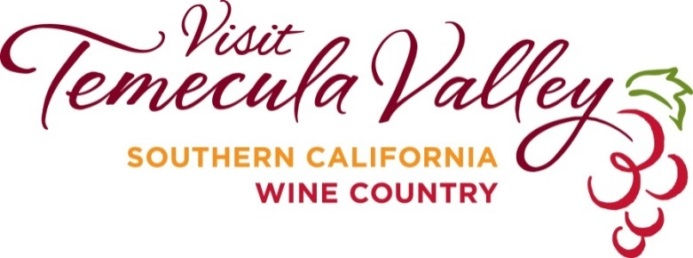 Visit
Temecula Valley
SOUTHERN CALIFORNIA
WINE COUNTRY